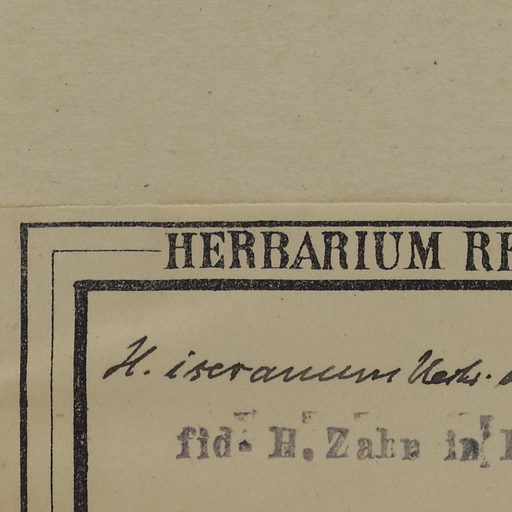 HERBARIUM
H. iseranum Uechtr.
fid. H. Zahn in